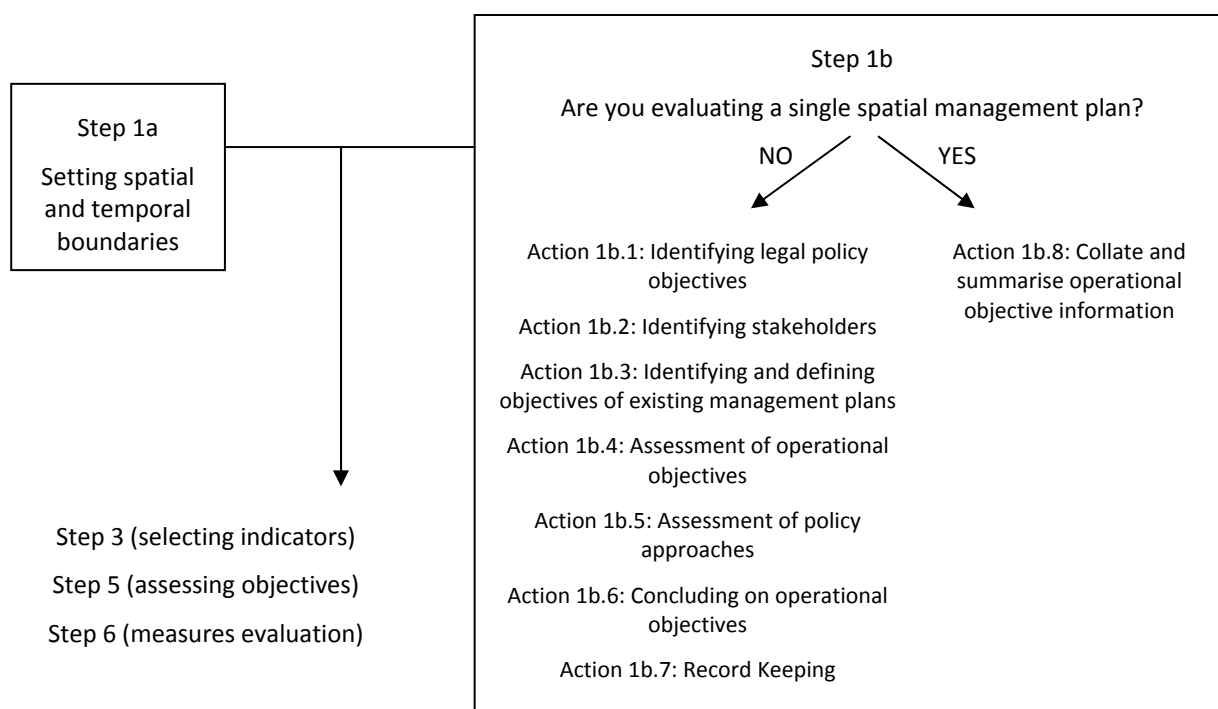 Step 1a
Setting spatial
and temporal
boundaries
Step 3 (selecting indicators)
Step 5 (assessing objectives)
Step 6 (measures evaluation)
Step 1b
Are you evaluating a single spatial management plan?
NO
YES
Action 1b.1: Identifying legal policy
objectives
Action 1b.2: Identifying stakeholders
Action 1b.3: Identifying and defining
objectives of existing management plans
Action 1b.4: Assessment of operational
objectives
Action 1b.5: Assessment of policy
approaches
Action 1b.6: Concluding on operational
objectives
Action 1b.7: Record Keeping
Action 1b.8: Collate and
summarise operational
objective information